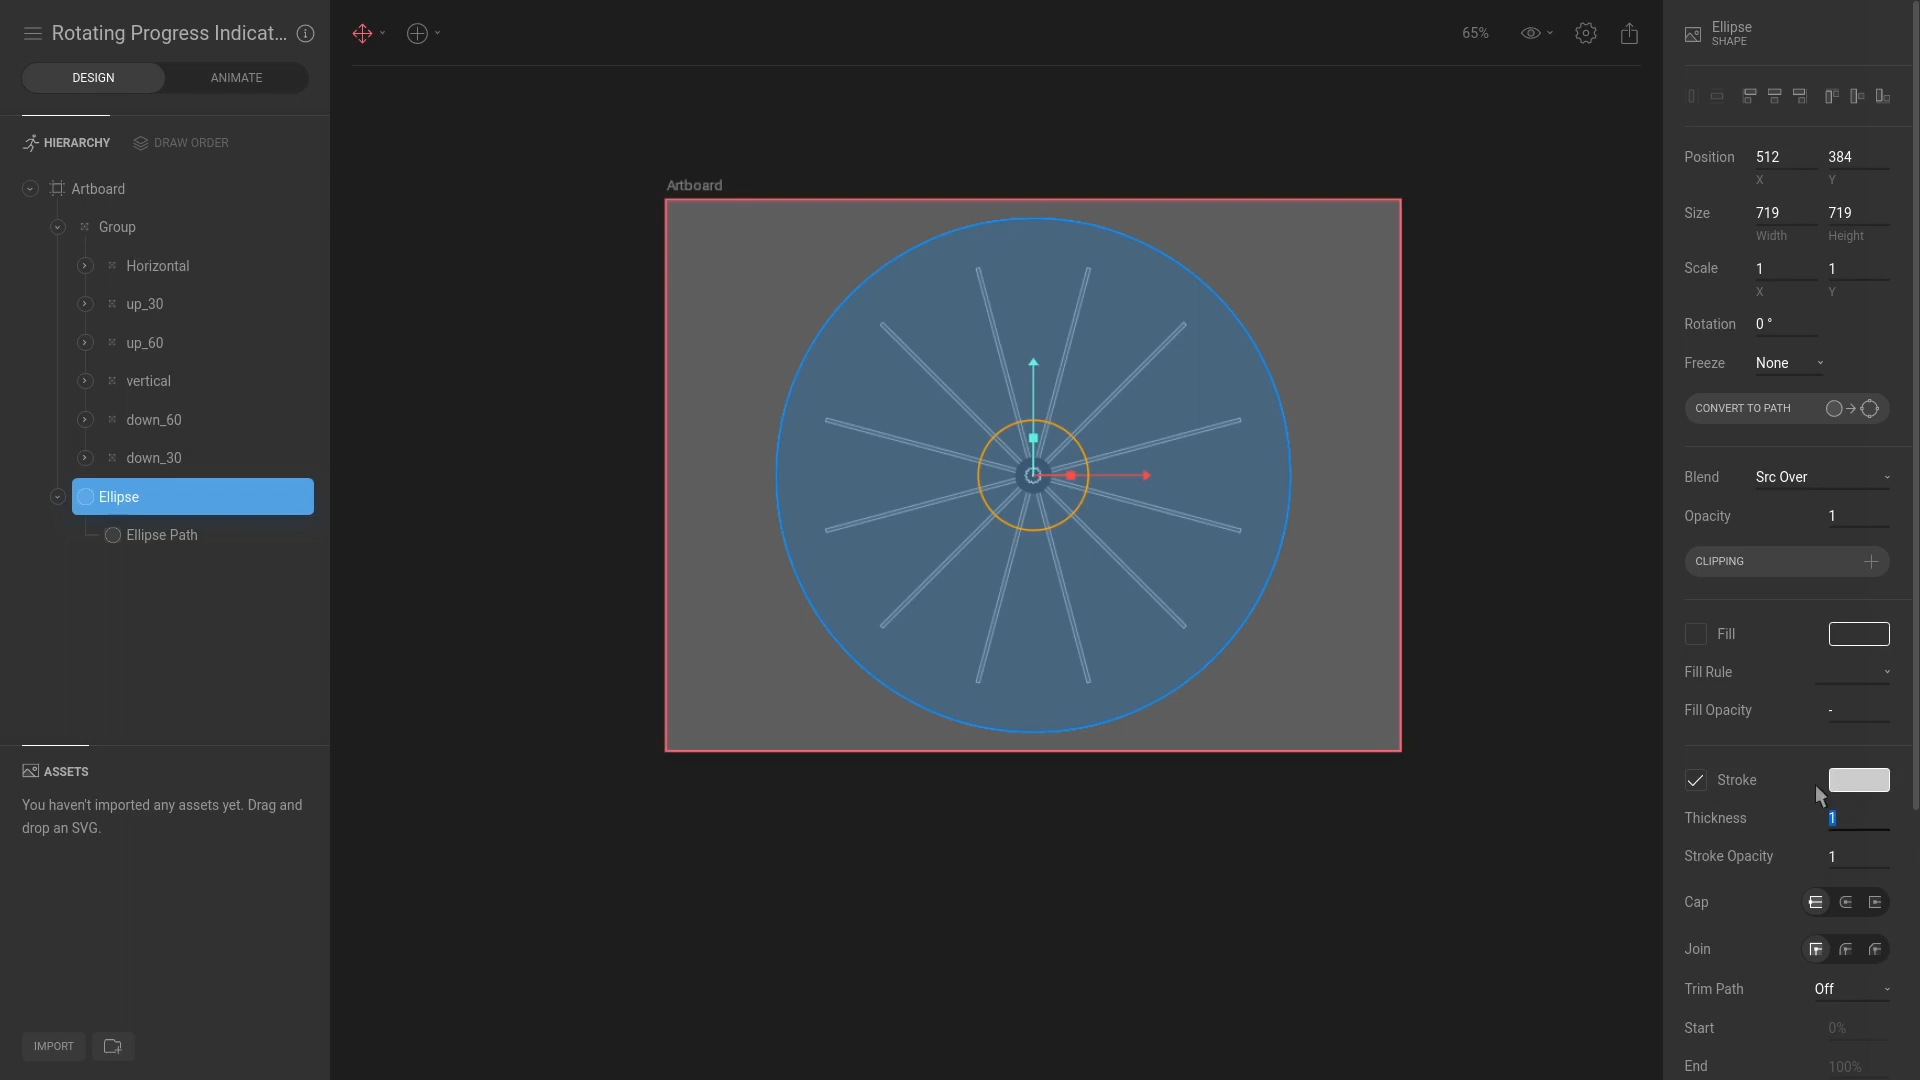 Rotating Progress Indicat...
DESIGN
ANIMATE
HIERARCHY
DRAW ORDER
Artboard
Group
Horizontal
up_30
up_60
vertical
down_60
down_30
Ellipse
Ellipse Path
ASSETS
You haven't imported any assets yet. Drag and
drop an SVG.
IMPORT
65%
Artboard
Ellipse
SHAPE
Position 512 384
X Y
Size 719 719
Width Height
Scale 1 1
X Y
Rotation 0 °
Freeze None
CONVERT TO PATH
Blend Src Over
Opacity 1
CLIPPING
Fill
Fill Rule
Fill Opacity -
Stroke
Thickness 1
Stroke Opacity 1
Cap
Join
Trim Path Off
Start 0%
End 100%